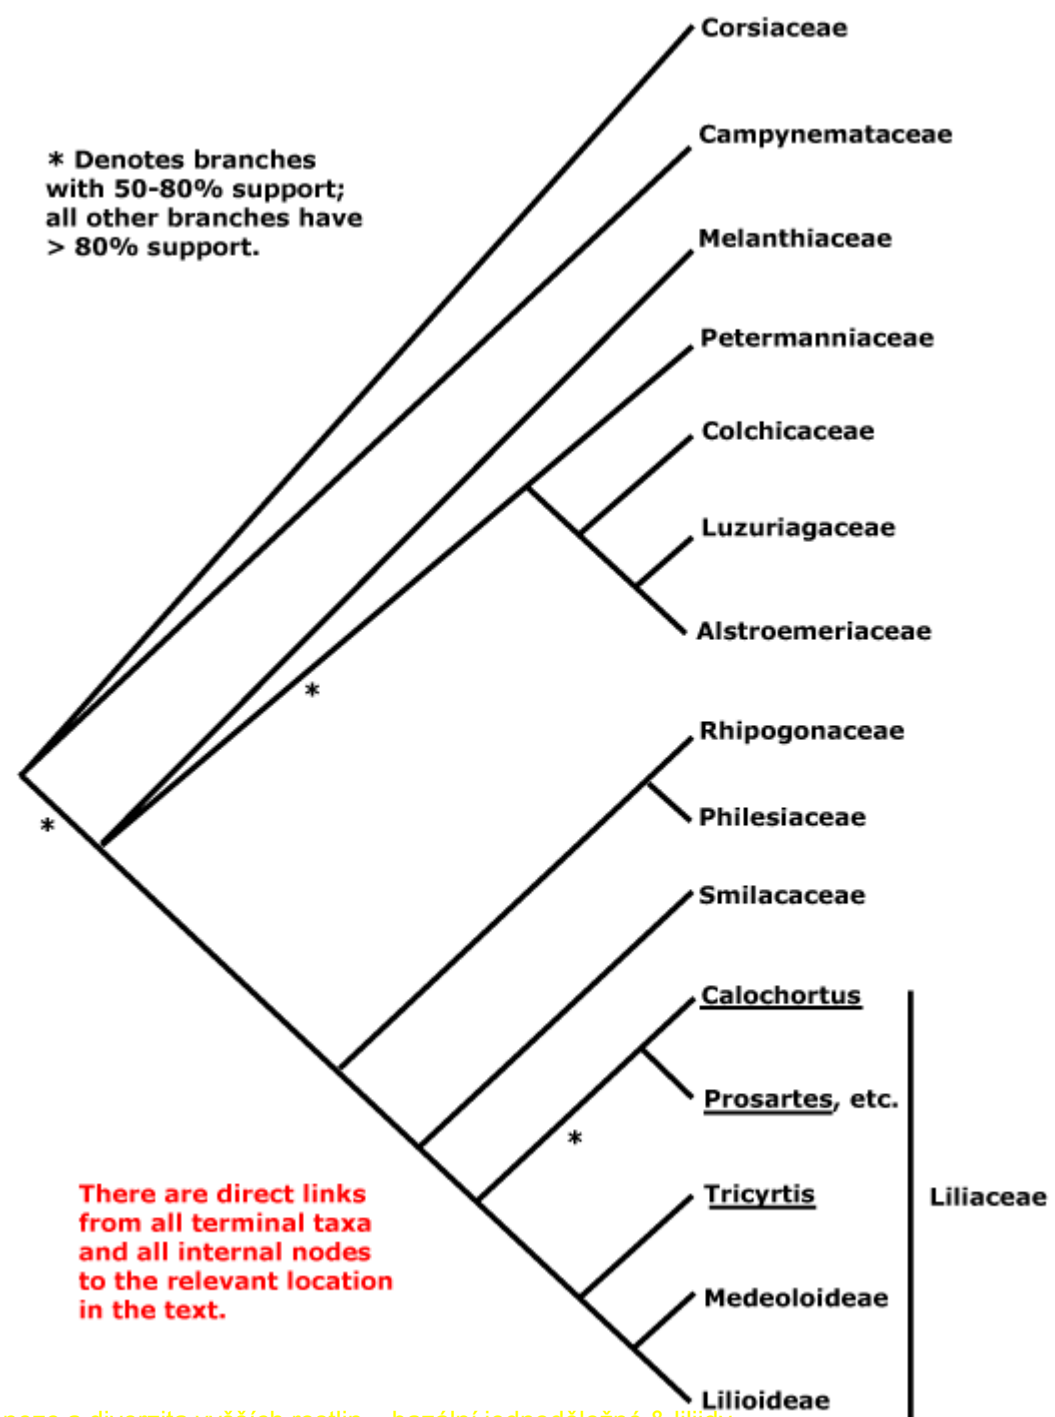 Corsiaceae
Campynemataceae
* Denotes branches
with 50-80% support;
all other branches have
> 80% support.
Melanthiaceae
Petermanniaceae
Colchicaceae
Luzuriagaceae
Alstroemeriaceae
*
Rhipogonaceae
*
Philesiaceae
Smilacaceae
Calochortus
Prosartes, etc.
*
There are direct links
from all terminal taxa
and all internal nodes
to the relevant location
in the text.
Tricyrtis
Liliaceae
Medeoloideae
Lilioideae